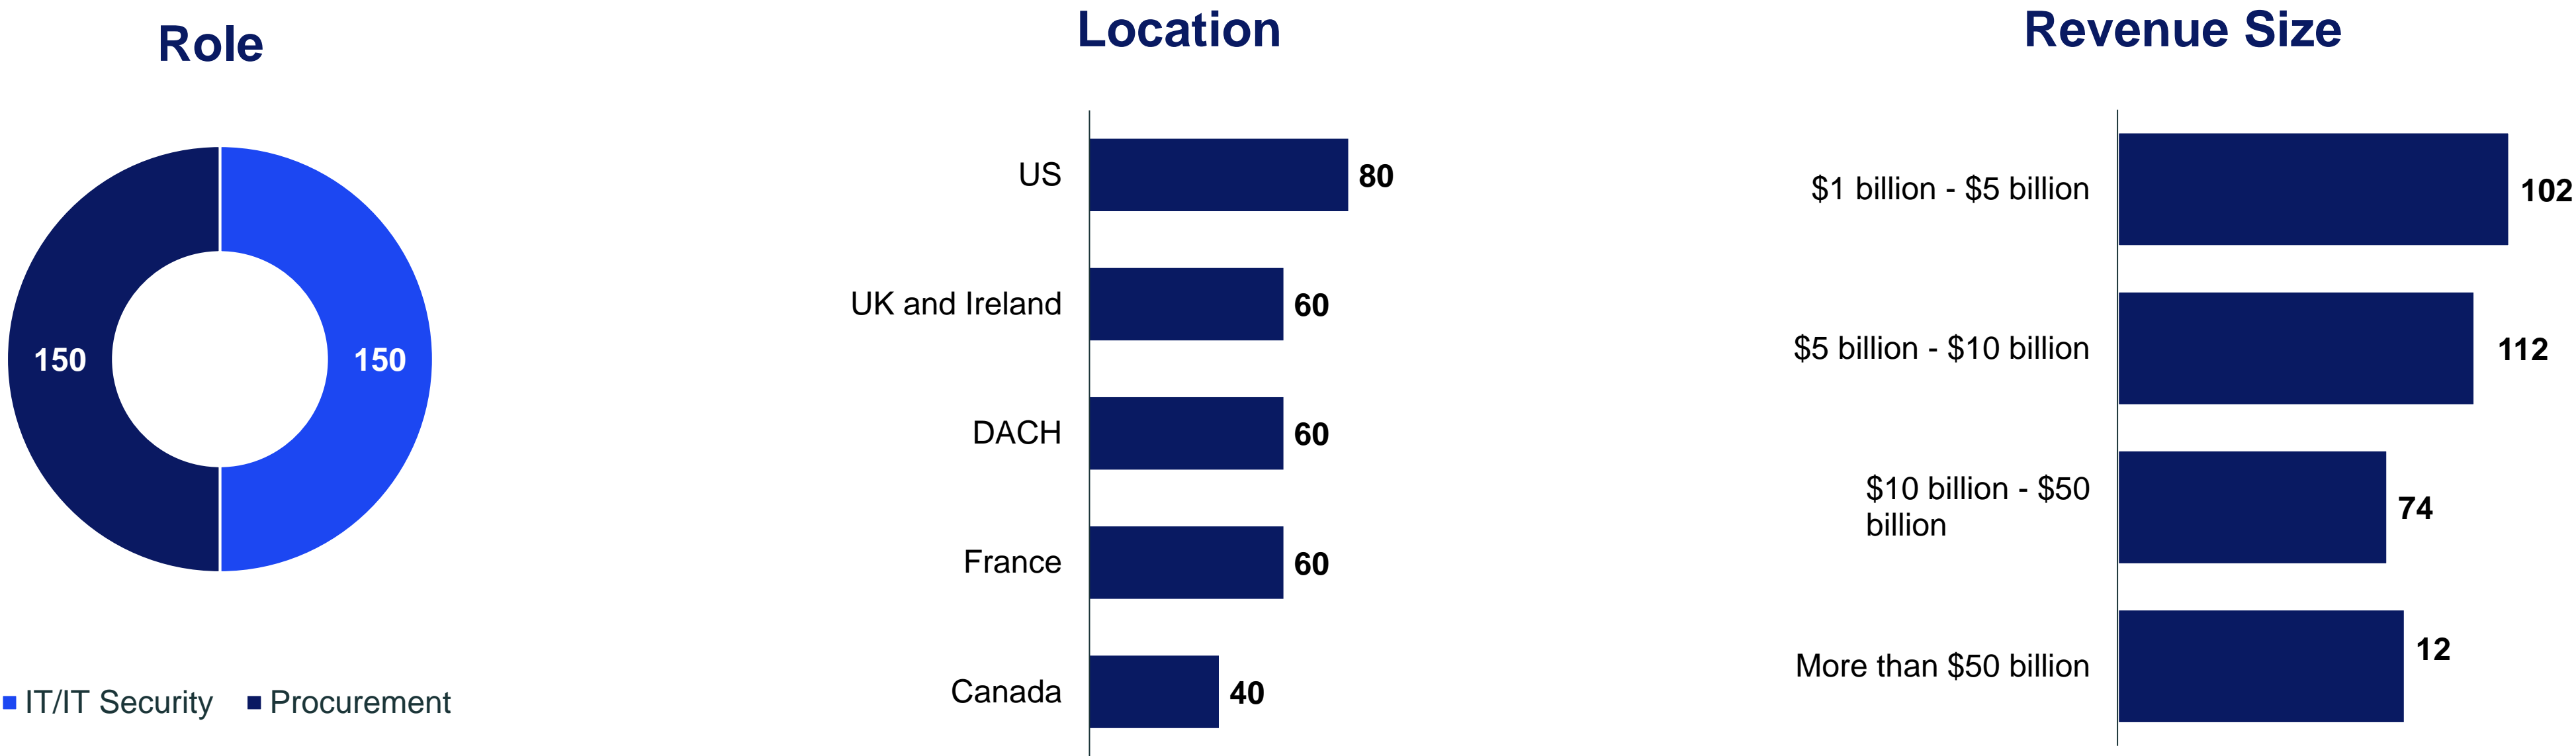 Role
150
150
IT/IT Security
Procurement
Location
US
80
UK and Ireland
60
DACH
60
France
60
Canada
40
Revenue Size
$1 billion - $5 billion
102
$5 billion - $10 billion
112
$10 billion - $50
billion
74
More than $50 billion
12